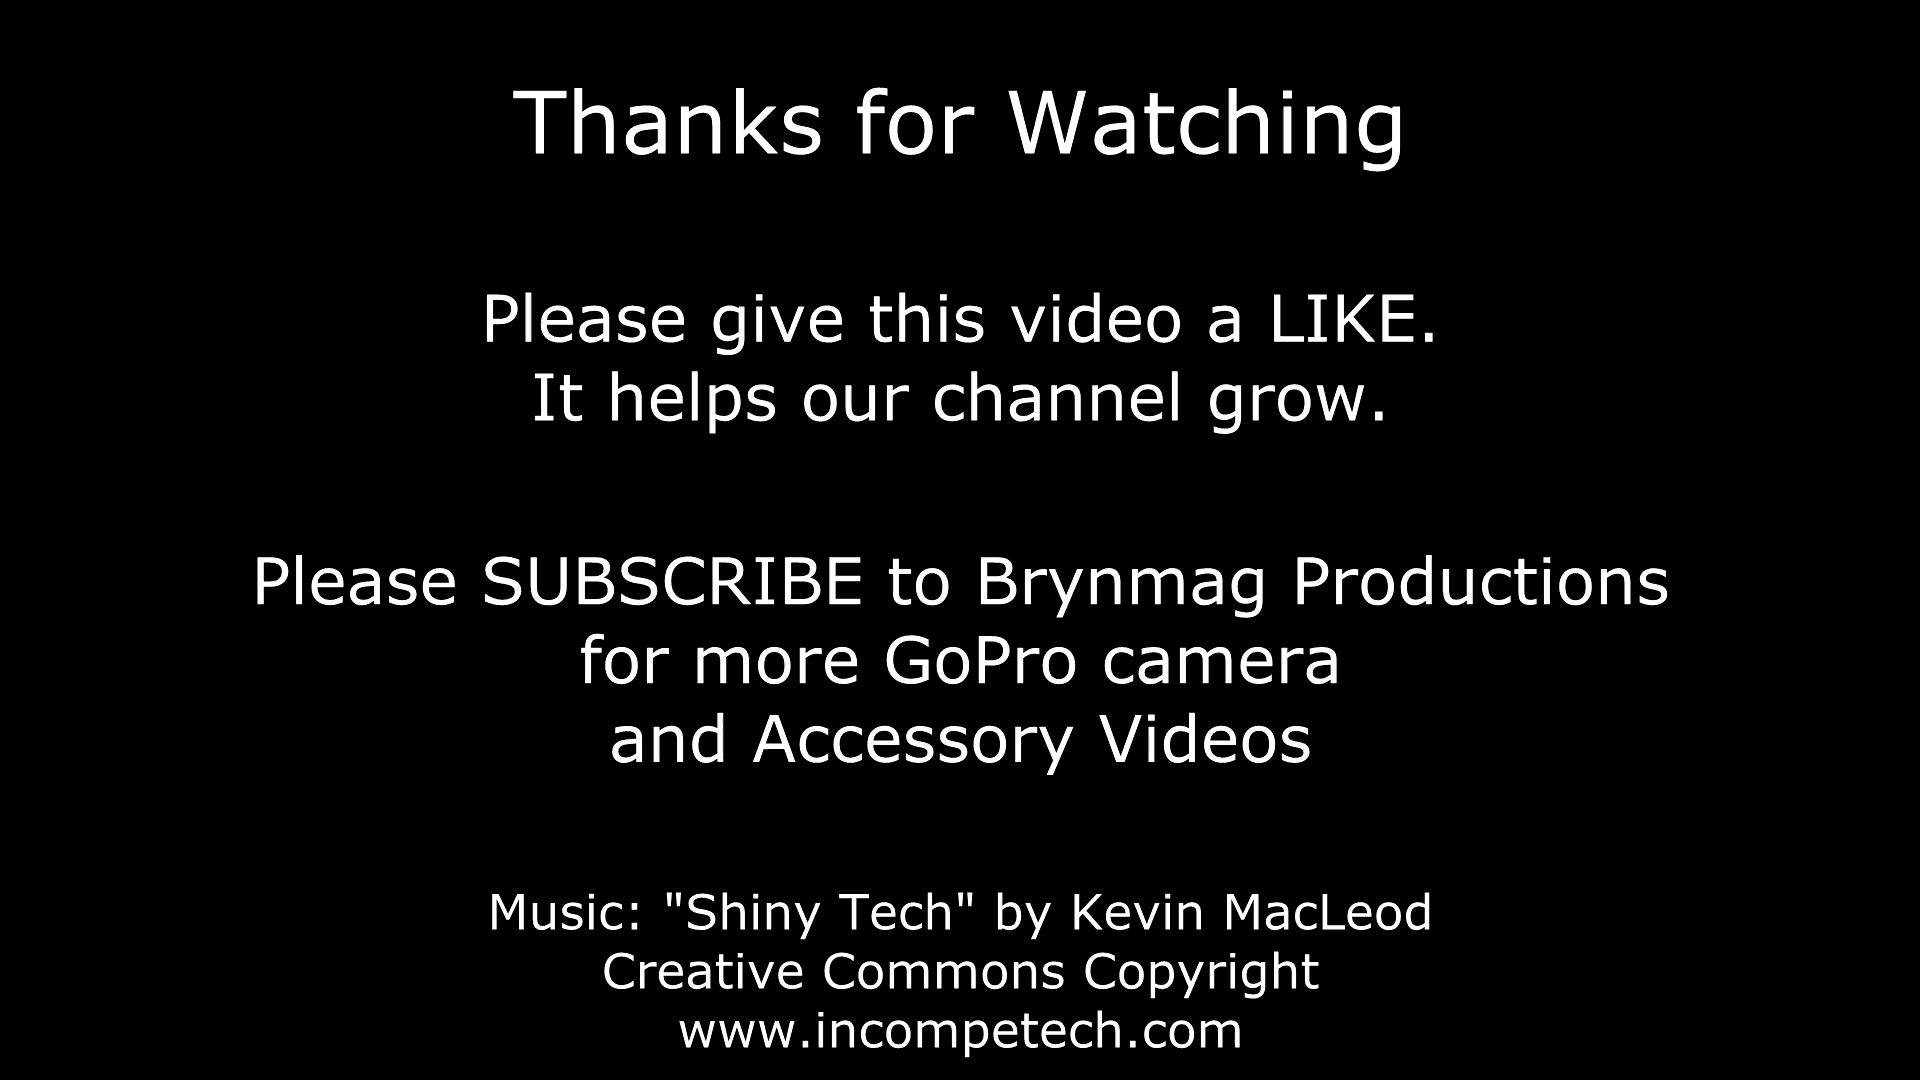 Thanks for Watching
Please give this video a LIKE.
It helps our channel grow.
Please SUBSCRIBE to Brynmag Productions
for more GoPro camera
and Accessory Videos
Music: "Shiny Tech" by Kevin MacLeod
Creative Commons Copyright
www.incompetech.com